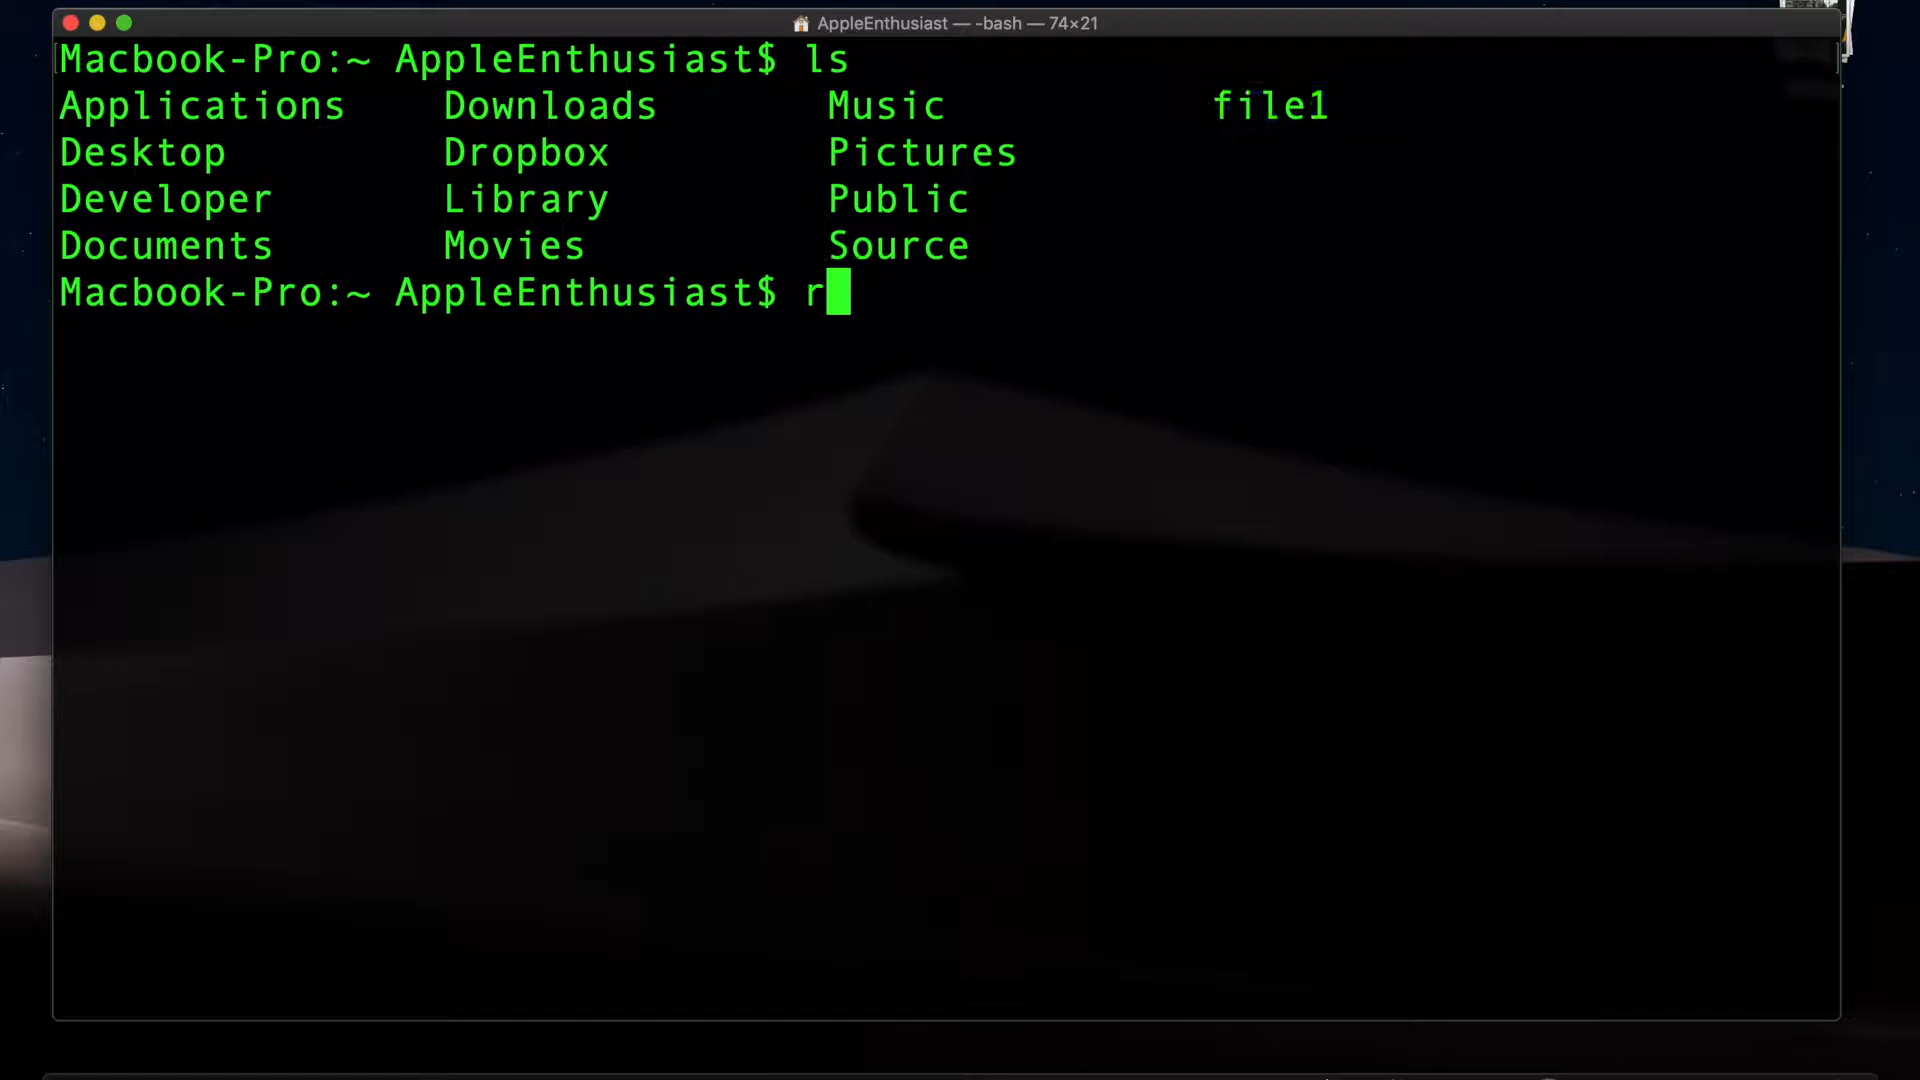 AppleEnthusiast — -bash — 74×21
Macbook-Pro:~ AppleEnthusiast$ ls
Applications Downloads Music file1
Desktop Dropbox Pictures
Developer Library Public
Documents Movies Source
Macbook-Pro:~ AppleEnthusiast$ r